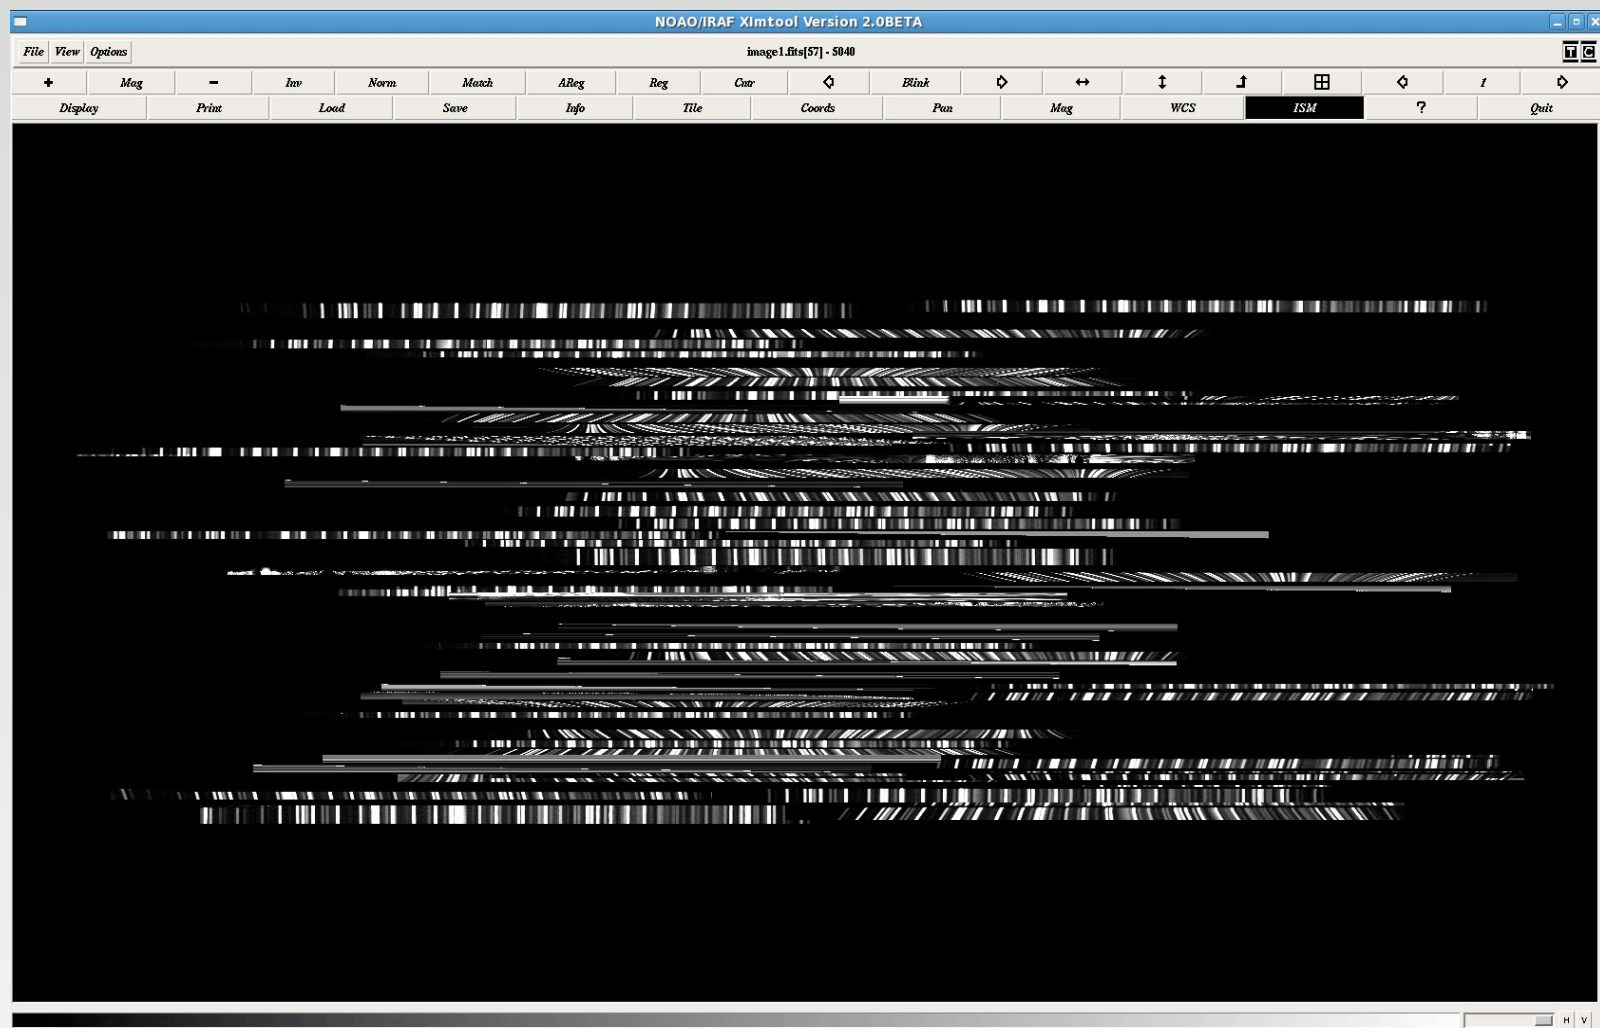 NOAO/IRAF XImtool Version 2.0BETA
File View Options image1.fits[57] - 5040 T C
+ Mag - Inv Norm Match AReg Reg Cntr Blink 1
Display Print Load Save Info Tile Coords Pan Mag WCS ISM ? Quit
H V